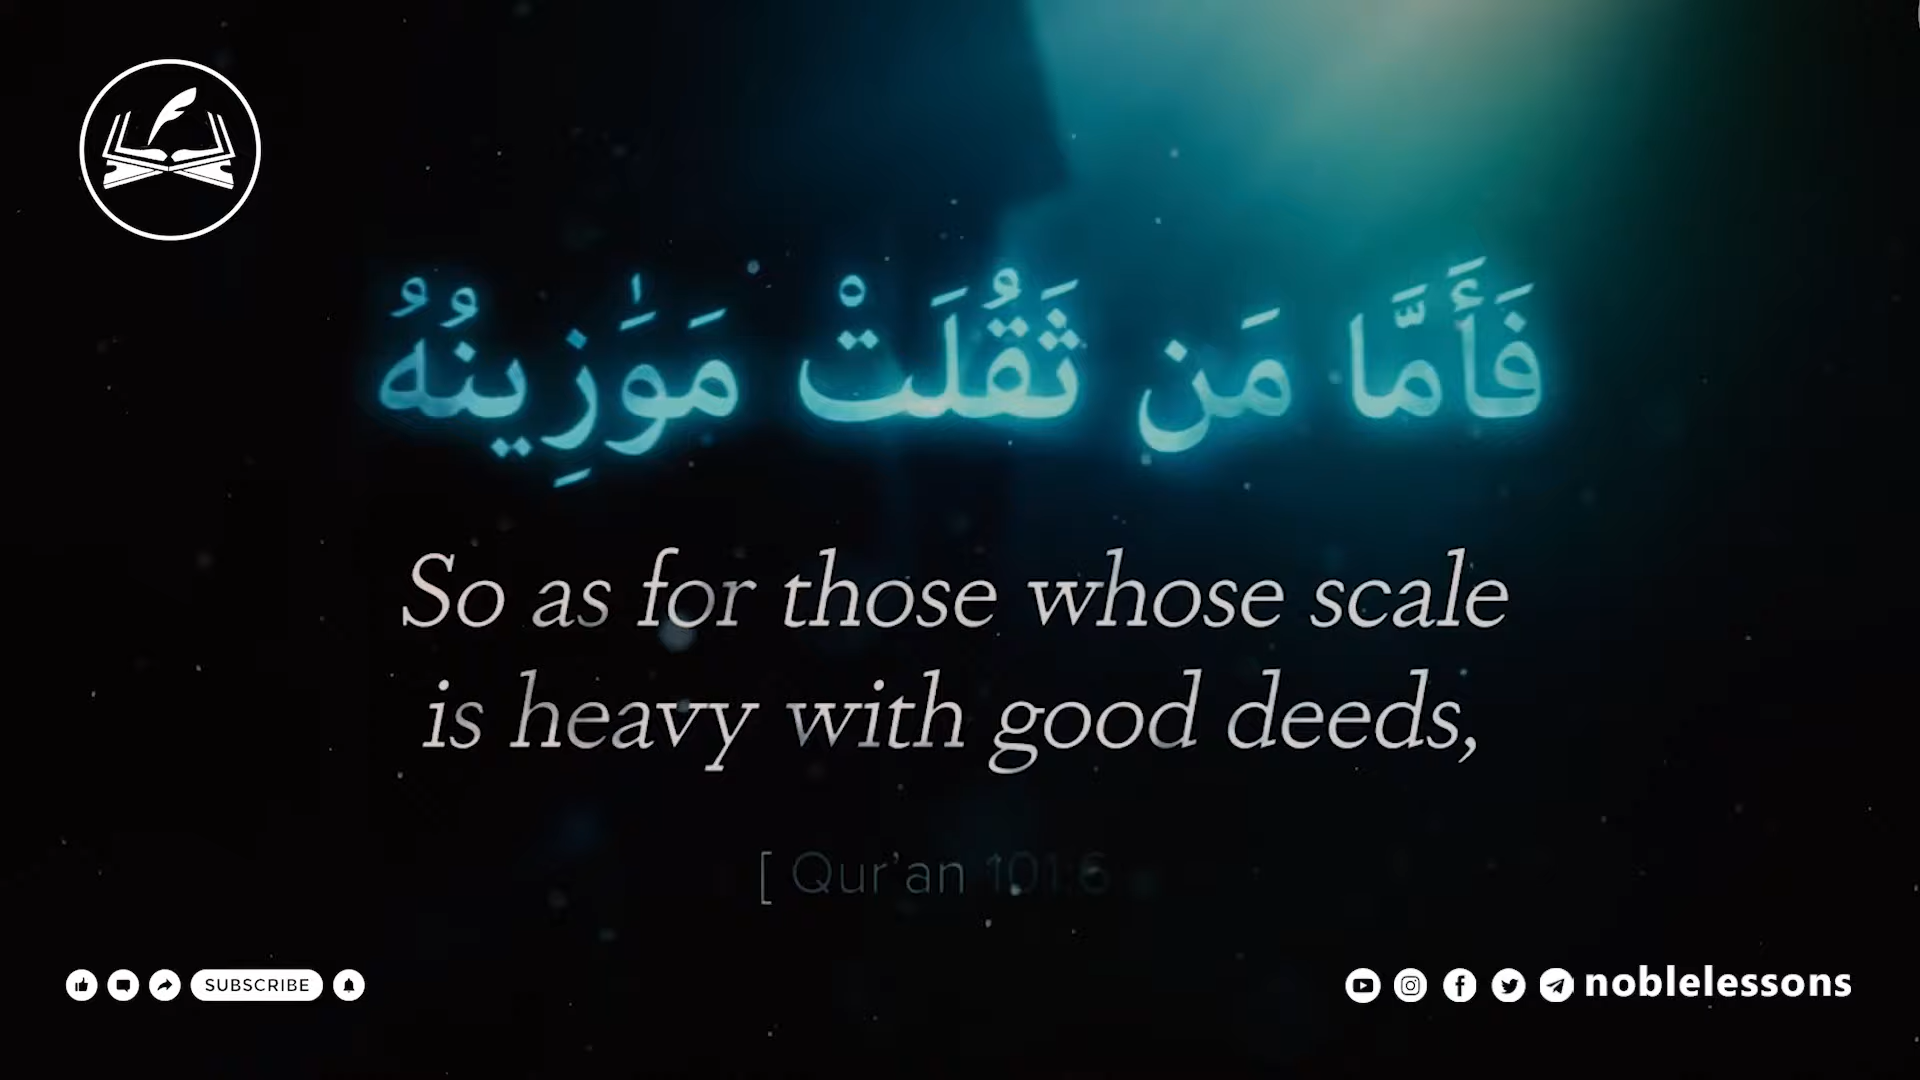 فَأَمَّا مَن ثَقُلَتْ مَوَٰزِينُهُۥ
So as for those whose scale
is heavy with good deeds,
[ Qur’an 101:6
SUBSCRIBE
noblelessons